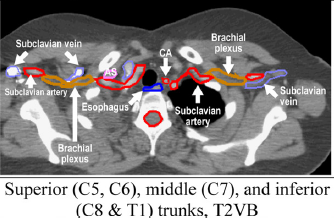 Subclavian vein
CA
Brachial
plexus
AS
Subclavian artery
Esophagus
Subclavian
artery
Subclavian
vein
Brachial
plexus
Superior (C5, C6), middle (C7), and inferior
(C8 & T1) trunks, T2VB